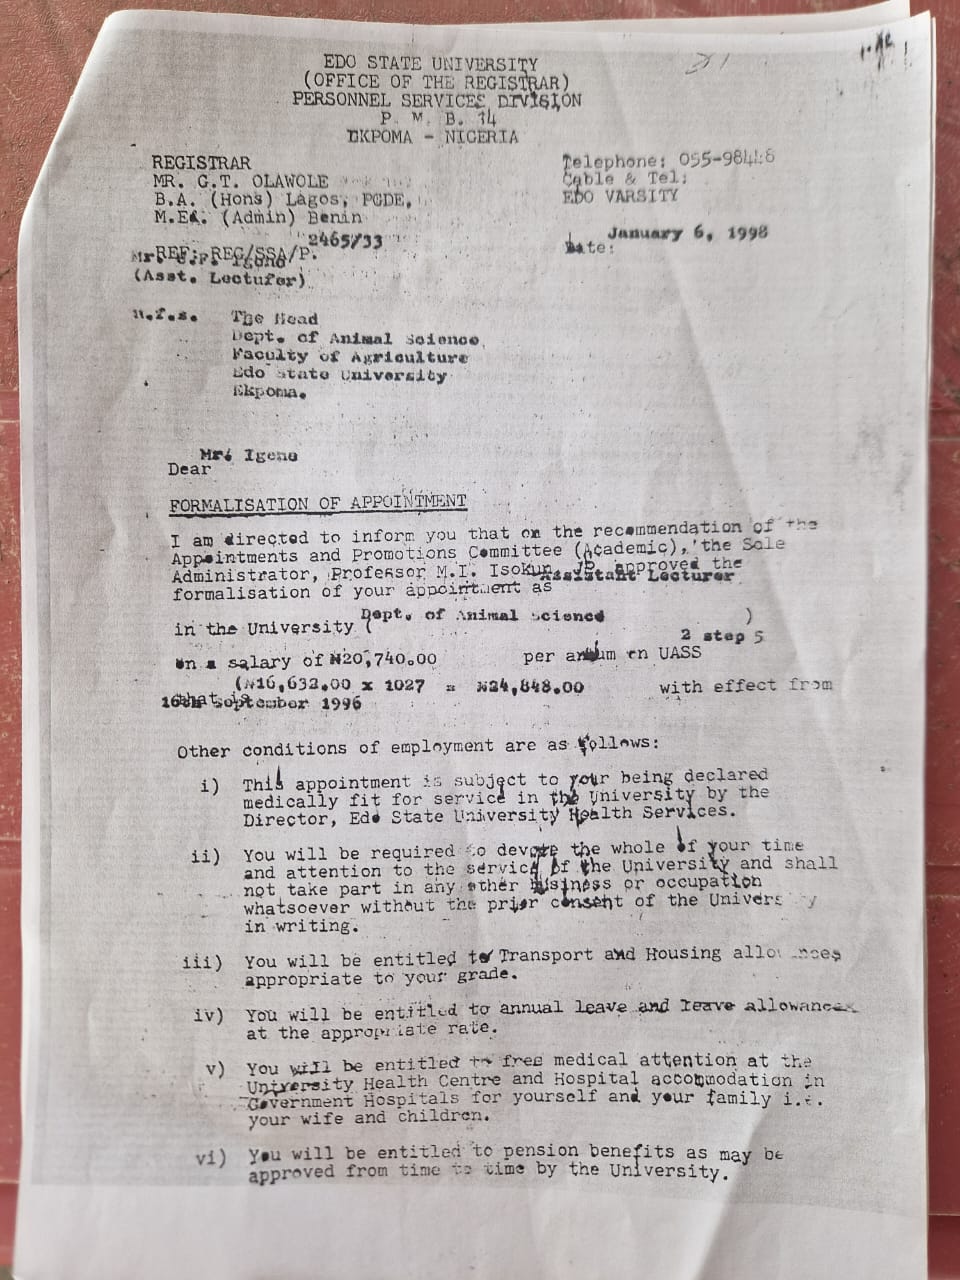 EDO STATE UNIVERSITY
(OFFICE OF THE REGISTRAR)
PERSONNEL SERVICES DIVISION
P. M. B. 14
EKPOMA - NIGERIA
REGISTRAR
MR. G.T. OLAWOLE
B.A. (Hons) Lagos, PGDE,
M.Ed. (Admin) Benin
Telephone: 055-98448
Cable & Tel:
EDO VARSITY
Date: January 6, 1998
REF: REG/SSA/P. 2465/33
Mr. Igene
(Asst. Lecturer)
u.f.s. The Head
Dept. of Animal Science,
Faculty of Agriculture
Edo State University
Ekpoma.
Dear Mr. Igene
FORMALISATION OF APPOINTMENT
I am directed to inform you that on the recommendation of the
Appointments and Promotions Committee (Academic), the Sole
Administrator, Professor M.I. Isokun, JP approved the
formalisation of your appointment as Assistant Lecturer
in the University (Dept. of Animal Science)
on a salary of ₦20,740.00 per annum on UASS 2 step 5
(₦16,632.00 x 1027 = ₦24,848.00 with effect from
that is 16th September 1996
Other conditions of employment are as follows:
i) This appointment is subject to your being declared
medically fit for service in the University by the
Director, Edo State University Health Services.
ii) You will be required to devote the whole of your time
and attention to the service of the University and shall
not take part in any other business or occupation
whatsoever without the prior consent of the University
in writing.
iii) You will be entitled to Transport and Housing allowances
appropriate to your grade.
iv) You will be entitled to annual leave and leave allowances
at the appropriate rate.
v) You will be entitled to free medical attention at the
University Health Centre and Hospital accommodation in
Government Hospitals for yourself and your family i.e.
your wife and children.
vi) You will be entitled to pension benefits as may be
approved from time to time by the University.